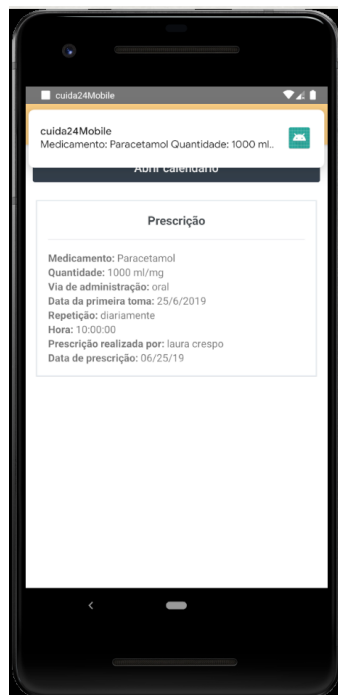 cuida24Mobile
cuida24Mobile
Medicamento: Paracetamol Quantidade: 1000 ml..
Abrir calendário
Prescrição
Medicamento: Paracetamol
Quantidade: 1000 ml/mg
Via de administração: oral
Data da primeira toma: 25/6/2019
Repetição: diariamente
Hora: 10:00:00
Prescrição realizada por: laura crespo
Data de prescrição: 06/25/19